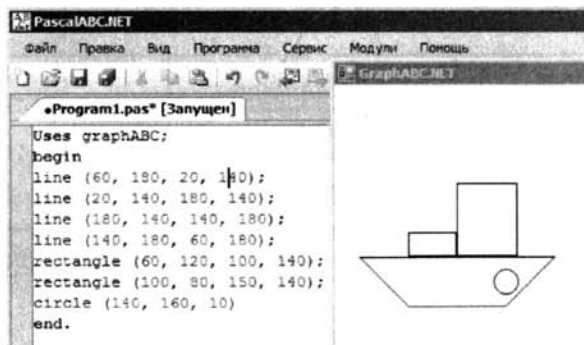 PascalABC.NET
Файл Правка Вид Программа Сервис Модули Помощь
GraphABC.NET
•Program1.pas* [Запущен]
Uses graphABC;
begin
line (60, 180, 20, 140);
line (20, 140, 180, 140);
line (180, 140, 140, 180);
line (140, 180, 60, 180);
rectangle (60, 120, 100, 140);
rectangle (100, 80, 150, 140);
circle (140, 160, 10)
end.